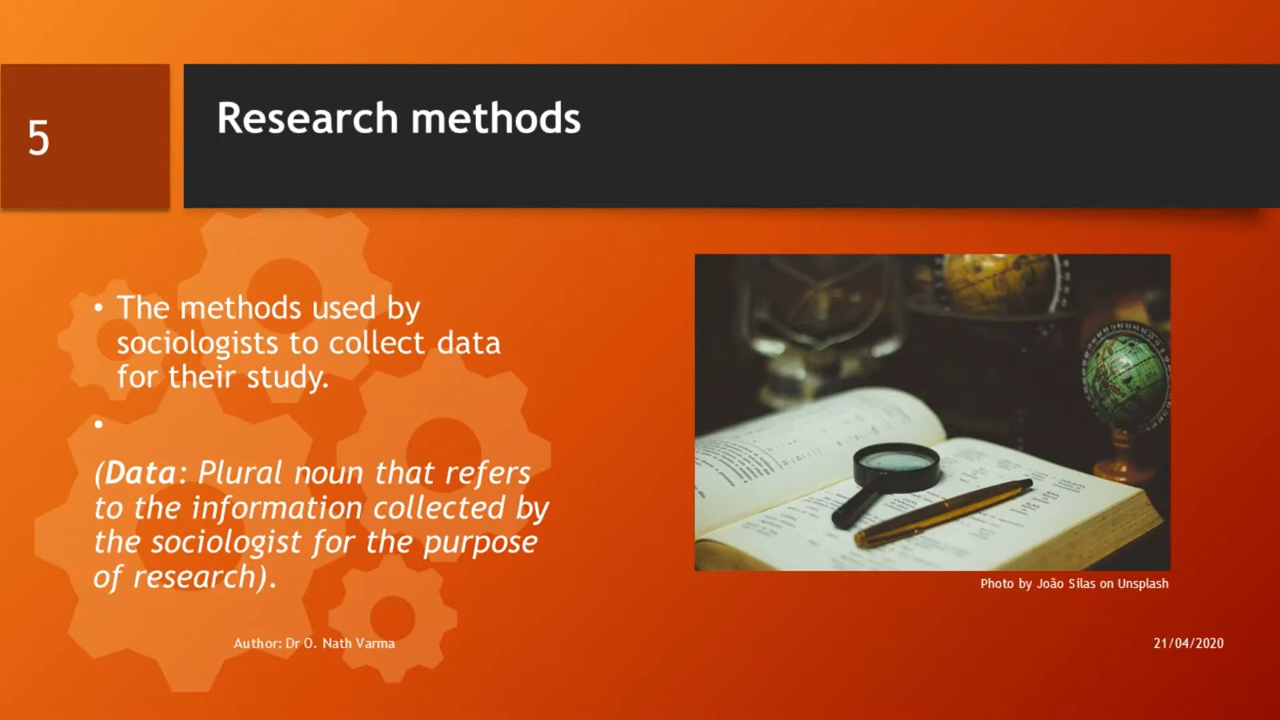 5
Research methods
• The methods used by
sociologists to collect data
for their study.
•
(Data: Plural noun that refers
to the information collected by
the sociologist for the purpose
of research).
Photo by João Silas on Unsplash
Author: Dr O. Nath Varma
21/04/2020